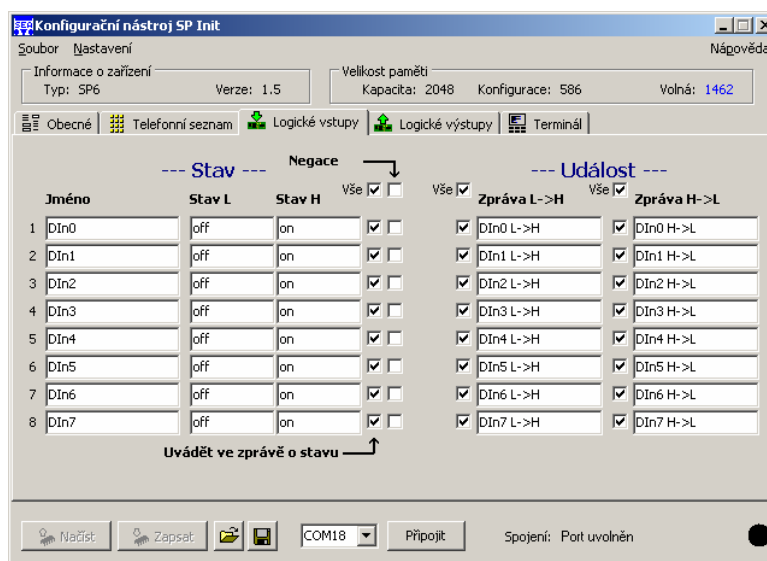 Konfigurační nástroj SP Init
Soubor Nastavení Nápověda
Informace o zařízení Velikost paměti
Typ: SP6 Verze: 1.5 Kapacita: 2048 Konfigurace: 586 Volná: 1462
Obecné Telefonní seznam Logické vstupy Logické výstupy Terminál
Negace
--- Stav --- --- Událost ---
Vše Vše Vše
Jméno Stav L Stav H Zpráva L->H Zpráva H->L
1 DIn0 off on DIn0 L->H DIn0 H->L
2 DIn1 off on DIn1 L->H DIn1 H->L
3 DIn2 off on DIn2 L->H DIn2 H->L
4 DIn3 off on DIn3 L->H DIn3 H->L
5 DIn4 off on DIn4 L->H DIn4 H->L
6 DIn5 off on DIn5 L->H DIn5 H->L
7 DIn6 off on DIn6 L->H DIn6 H->L
8 DIn7 off on DIn7 L->H DIn7 H->L
Uvádět ve zprávě o stavu
Načíst Zapsat COM18 Připojit Spojení: Port uvolněn